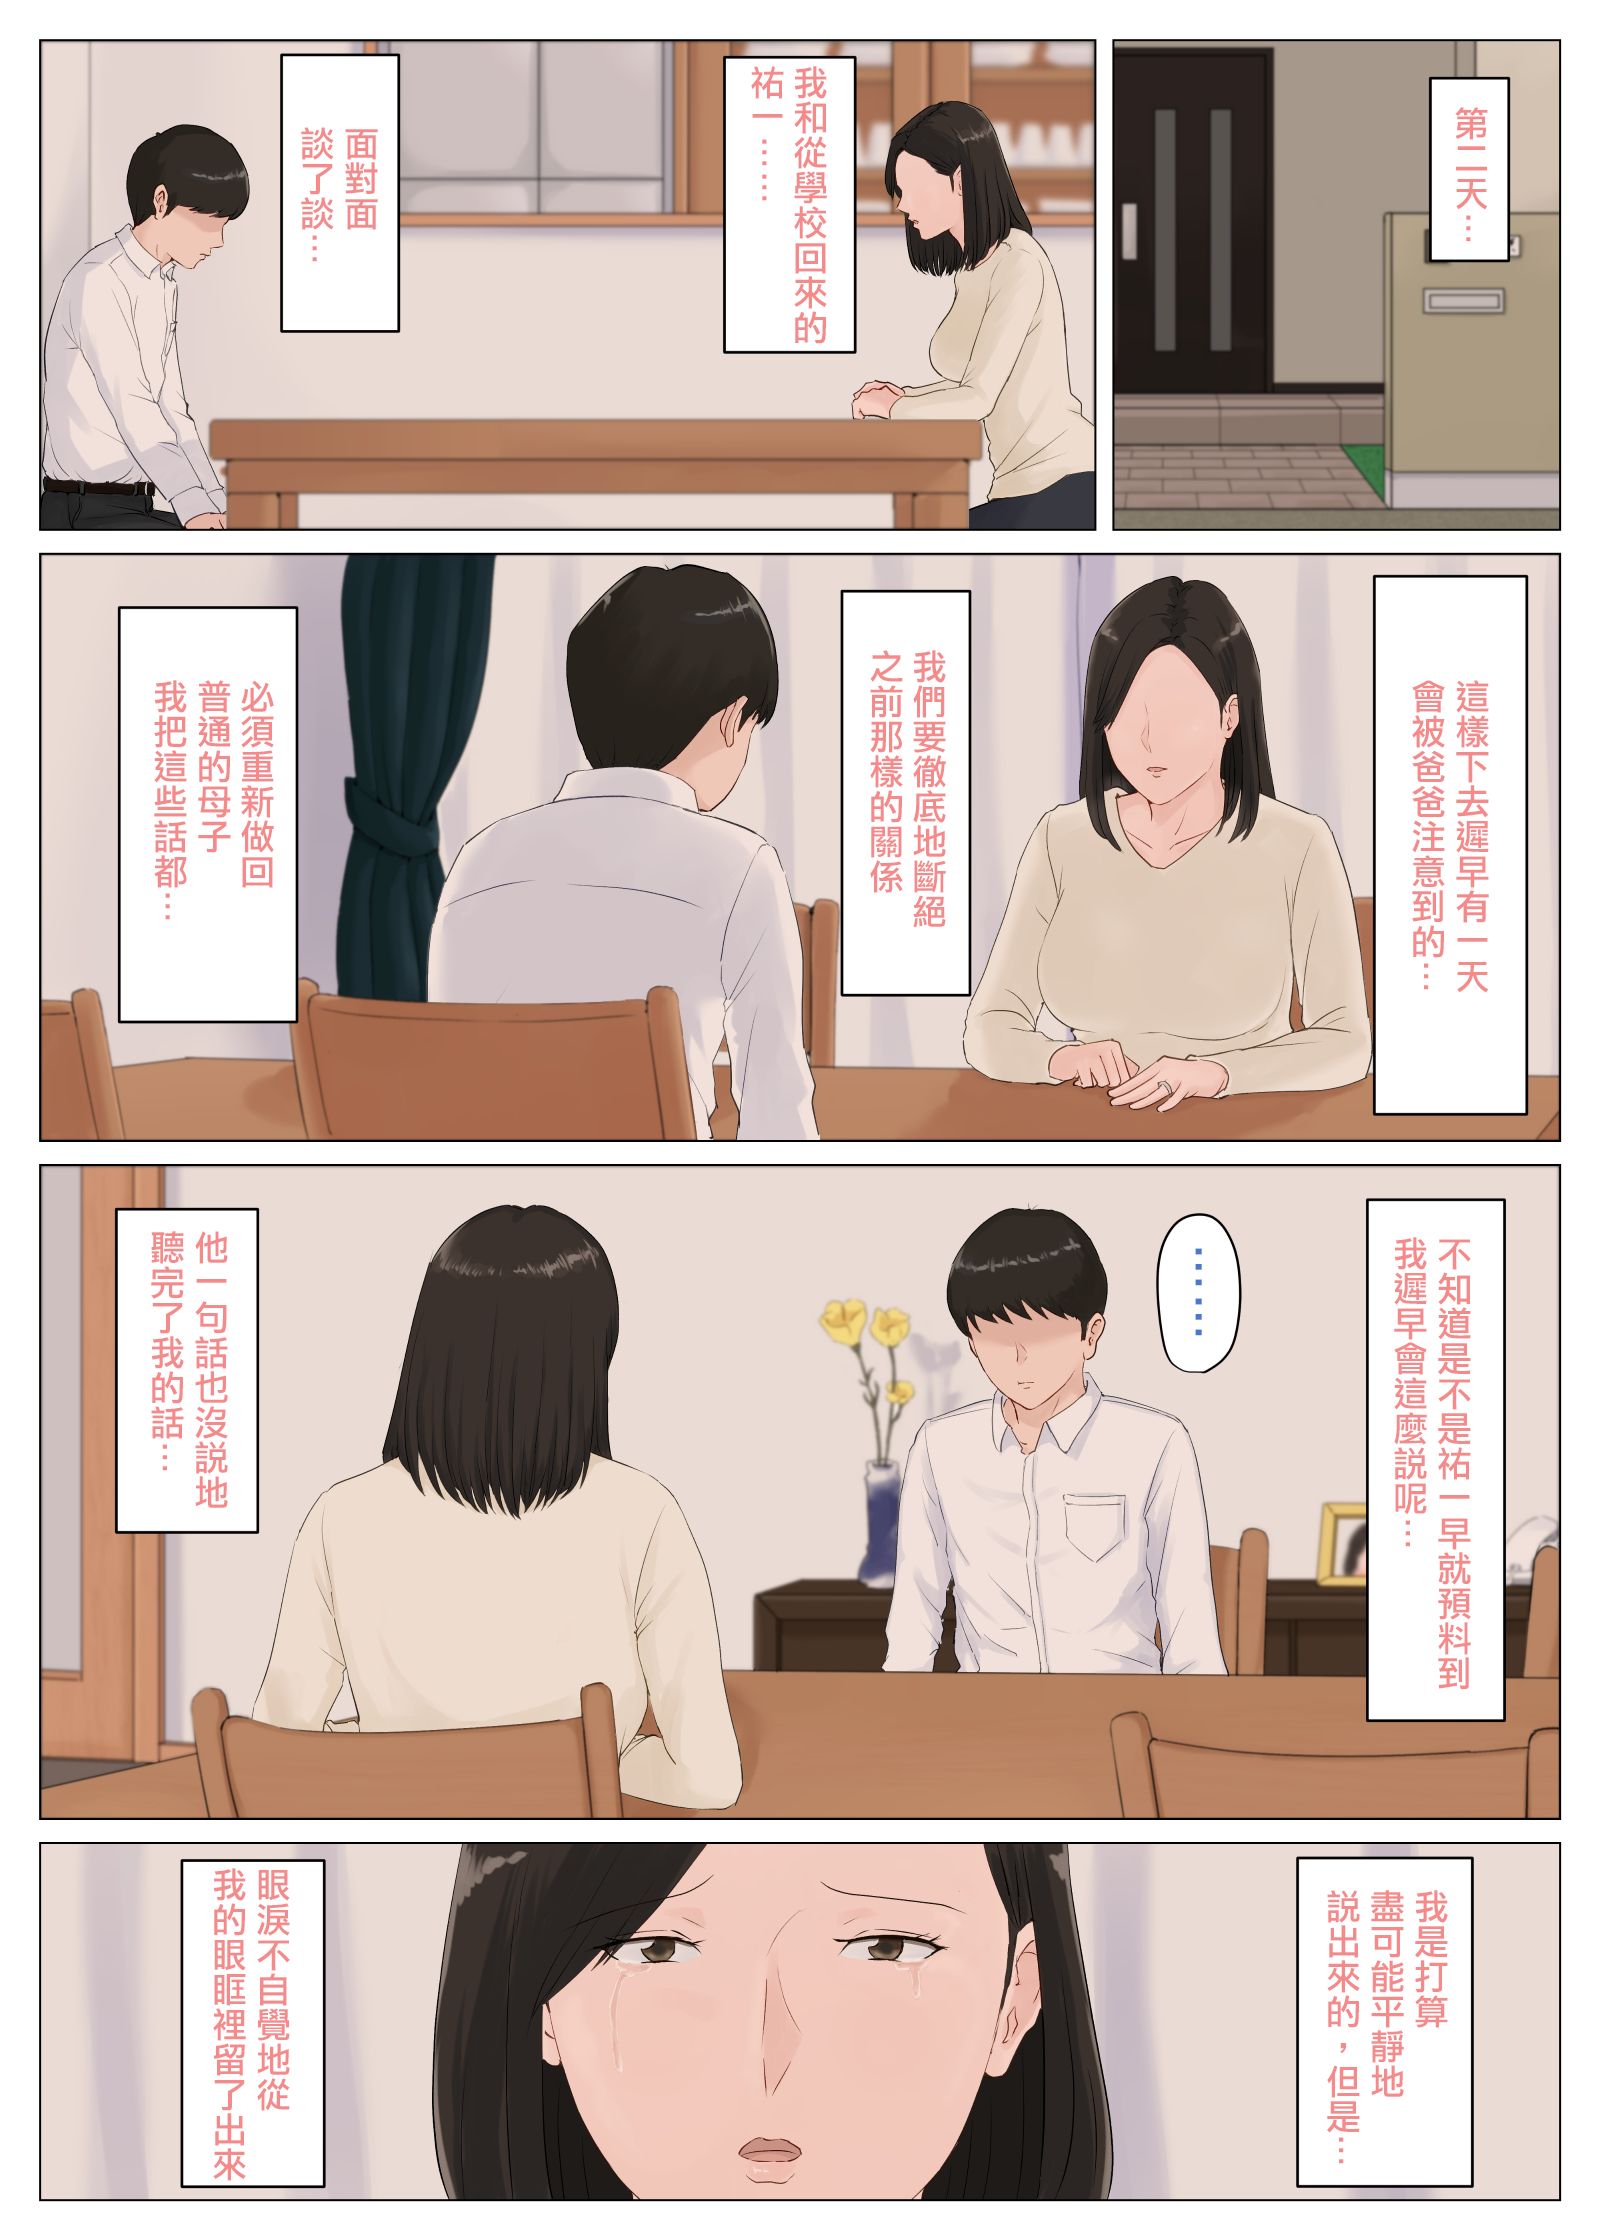 第二天…
我和從學校回來的
祐一……
面對面
談了談…
這樣下去遲早有一天
會被爸爸注意到的…
我們要徹底地斷絕
之前那樣的關係
必須重新做回
普通的母子
我把這些話都…
不知道是不是祐一早就預料到
我遲早會這麼説呢…
……
他一句話也沒説地
聽完了我的話…
我是打算
盡可能平靜地
説出來的，但是…
眼淚不自覺地從
我的眼眶裡留了出來